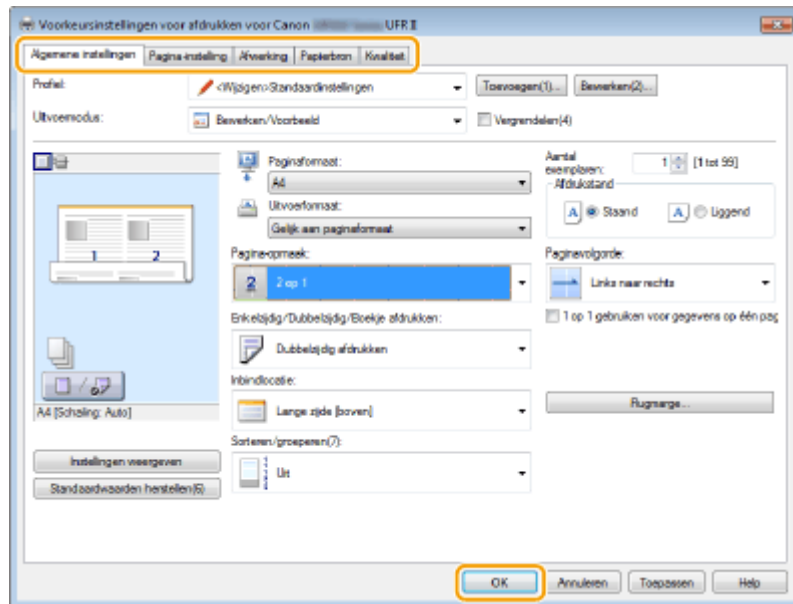 Voorkeursinstellingen voor afdrukken voor Canon UFR II
Algemene instellingen Pagina-instelling Afwerking Papierbron Kwaliteit
Profiel: <Wijzigen>Standaardinstellingen Toevoegen(1)... Bewerken(2)...
Uitvoermodus: Bewerken/Voorbeeld Vergrendelen(4)
Paginaformaat:
A4
Aantal exemplaren: 1 [1 tot 99]
Uitvoerformaat:
Gelijk aan paginaformaat
Afdrukstand
A Staand A Liggend
1 2
Pagina-opmaak:
2 2 op 1
Paginavolgorde:
Links naar rechts
Enkelzijdig/Dubbelzijdig/Boekje afdrukken:
Dubbelzijdig afdrukken
1 op 1 gebruiken voor gegevens op één pag
A4 [Schaling: Auto]
Inbindlocatie:
Lange zijde [boven]
Rugmarge...
Sorteren/groeperen(7):
Uit
Instellingen weergeven
Standaardwaarden herstellen(6)
OK Annuleren Toepassen Help